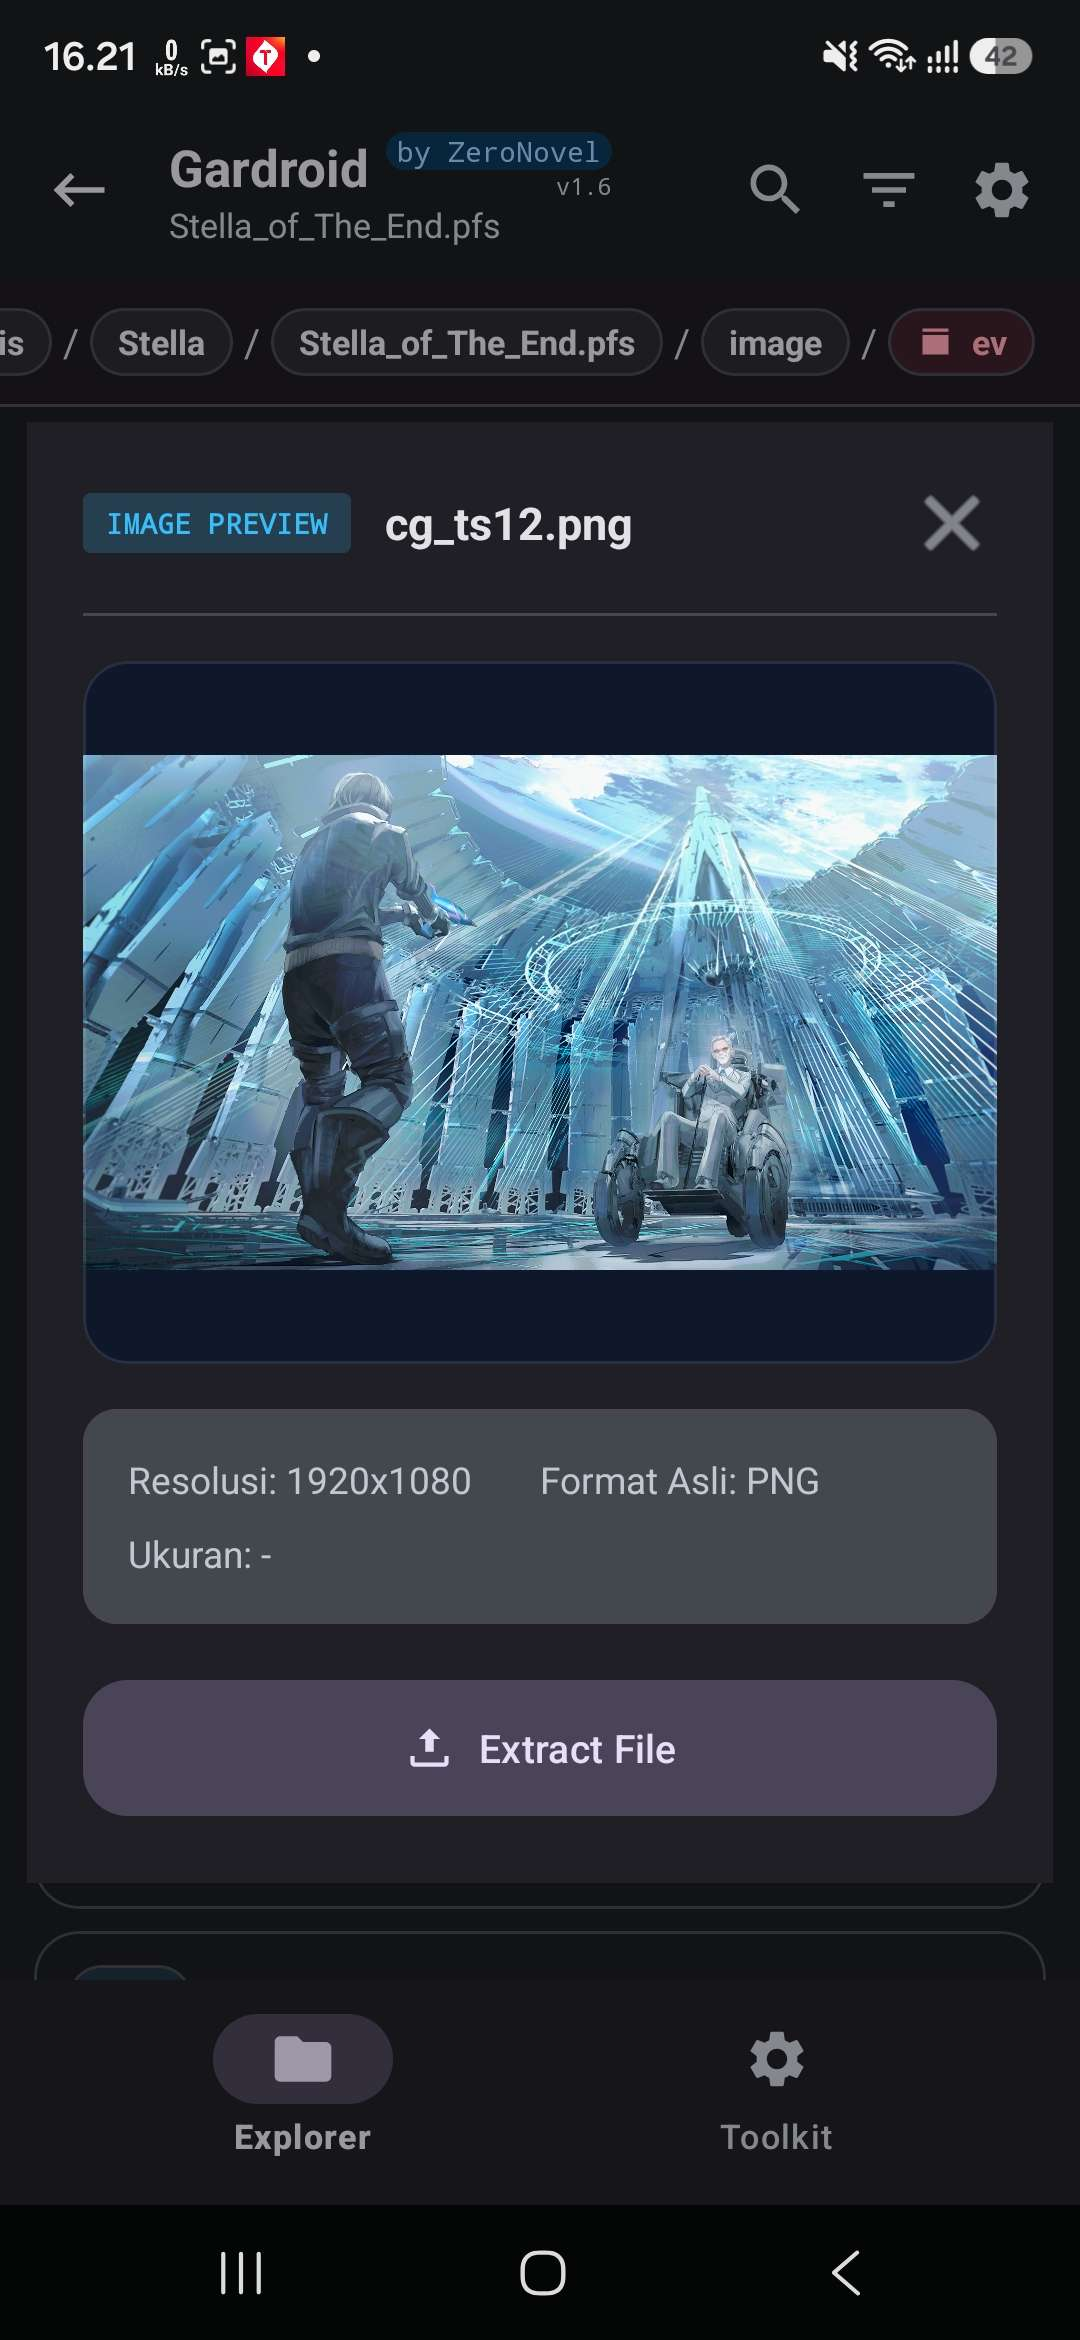 16.21 0 kB/s T 42
Gardroid by ZeroNovel
v1.6
Stella_of_The_End.pfs
is / Stella / Stella_of_The_End.pfs / image / ev
IMAGE PREVIEW cg_ts12.png
Resolusi: 1920x1080 Format Asli: PNG
Ukuran: -
Extract File
Explorer Toolkit